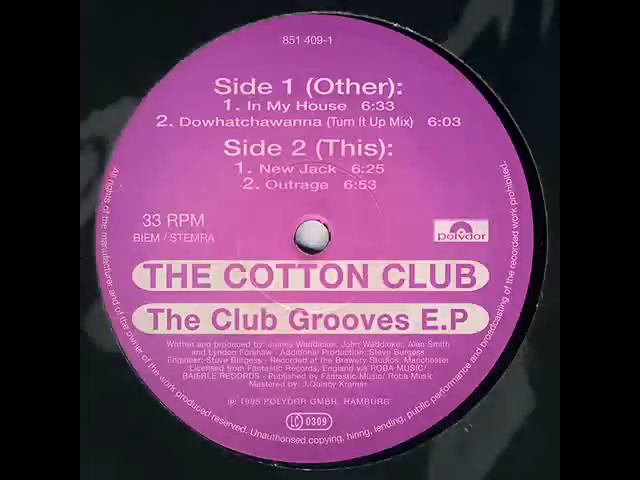 851 409-1
Side 1 (Other):
1. In My House 6:33
2. Dowhatchawanna (Turn It Up Mix) 6:03
Side 2 (This):
1. New Jack 6:25
2. Outrage 6:53
33 RPM
BIEM / STEMRA
polydor
THE COTTON CLUB
The Club Grooves E.P
Written and produced by: James Waddicker, John Waddicker, Alan Smith
and Lyndon Forshaw - Additional Production: Steve Burgess
Engineer: Steve Burgess - Recorded at the Brewery Studios, Manchester
Licensed from Fantastic Records, England via ROBA MUSIC/
BAIERLE RECORDS - Published by Fantastic Music/ Roba Musik
Mastered by: J.Quincy Kramer
℗ 1995 POLYDOR GMBH, HAMBURG
LC 0309
All rights of the manufacturer and of the owner of the work produced reserved. Unauthorised copying, hiring, lending, public performance and broadcasting of the recorded work prohibited.